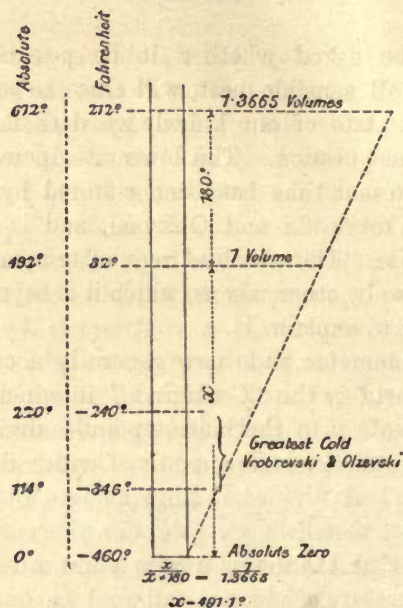 Absolute
Fahrenheit
672° 212° 1·3665 Volumes
180°
492° 32° 1 Volume
x
220° -240°
Greatest Cold
Vrobrevski & Olzevski
114° -346°
0° -460° Absolute Zero
x 1
x+180 = 1·3665
x=491·1°